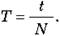 T = t/N.